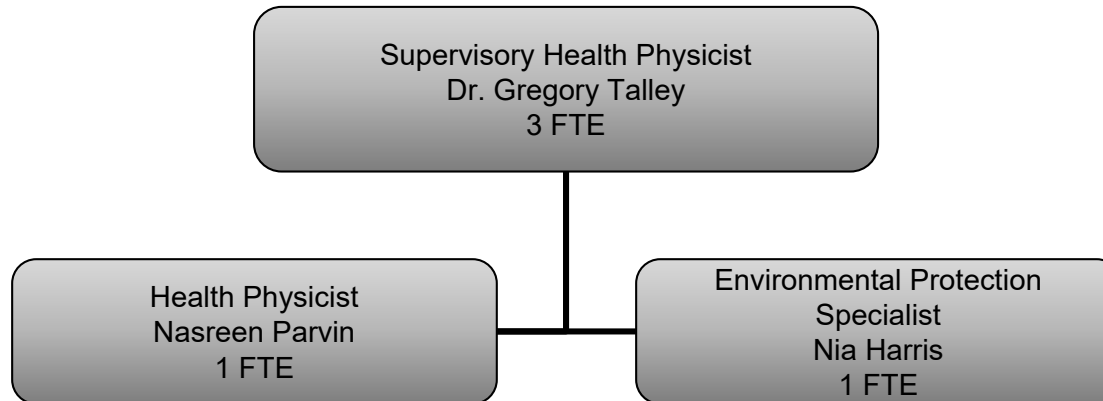 Supervisory Health Physicist
Dr. Gregory Talley
3 FTE
Health Physicist
Nasreen Parvin
1 FTE
Environmental Protection
Specialist
Nia Harris
1 FTE